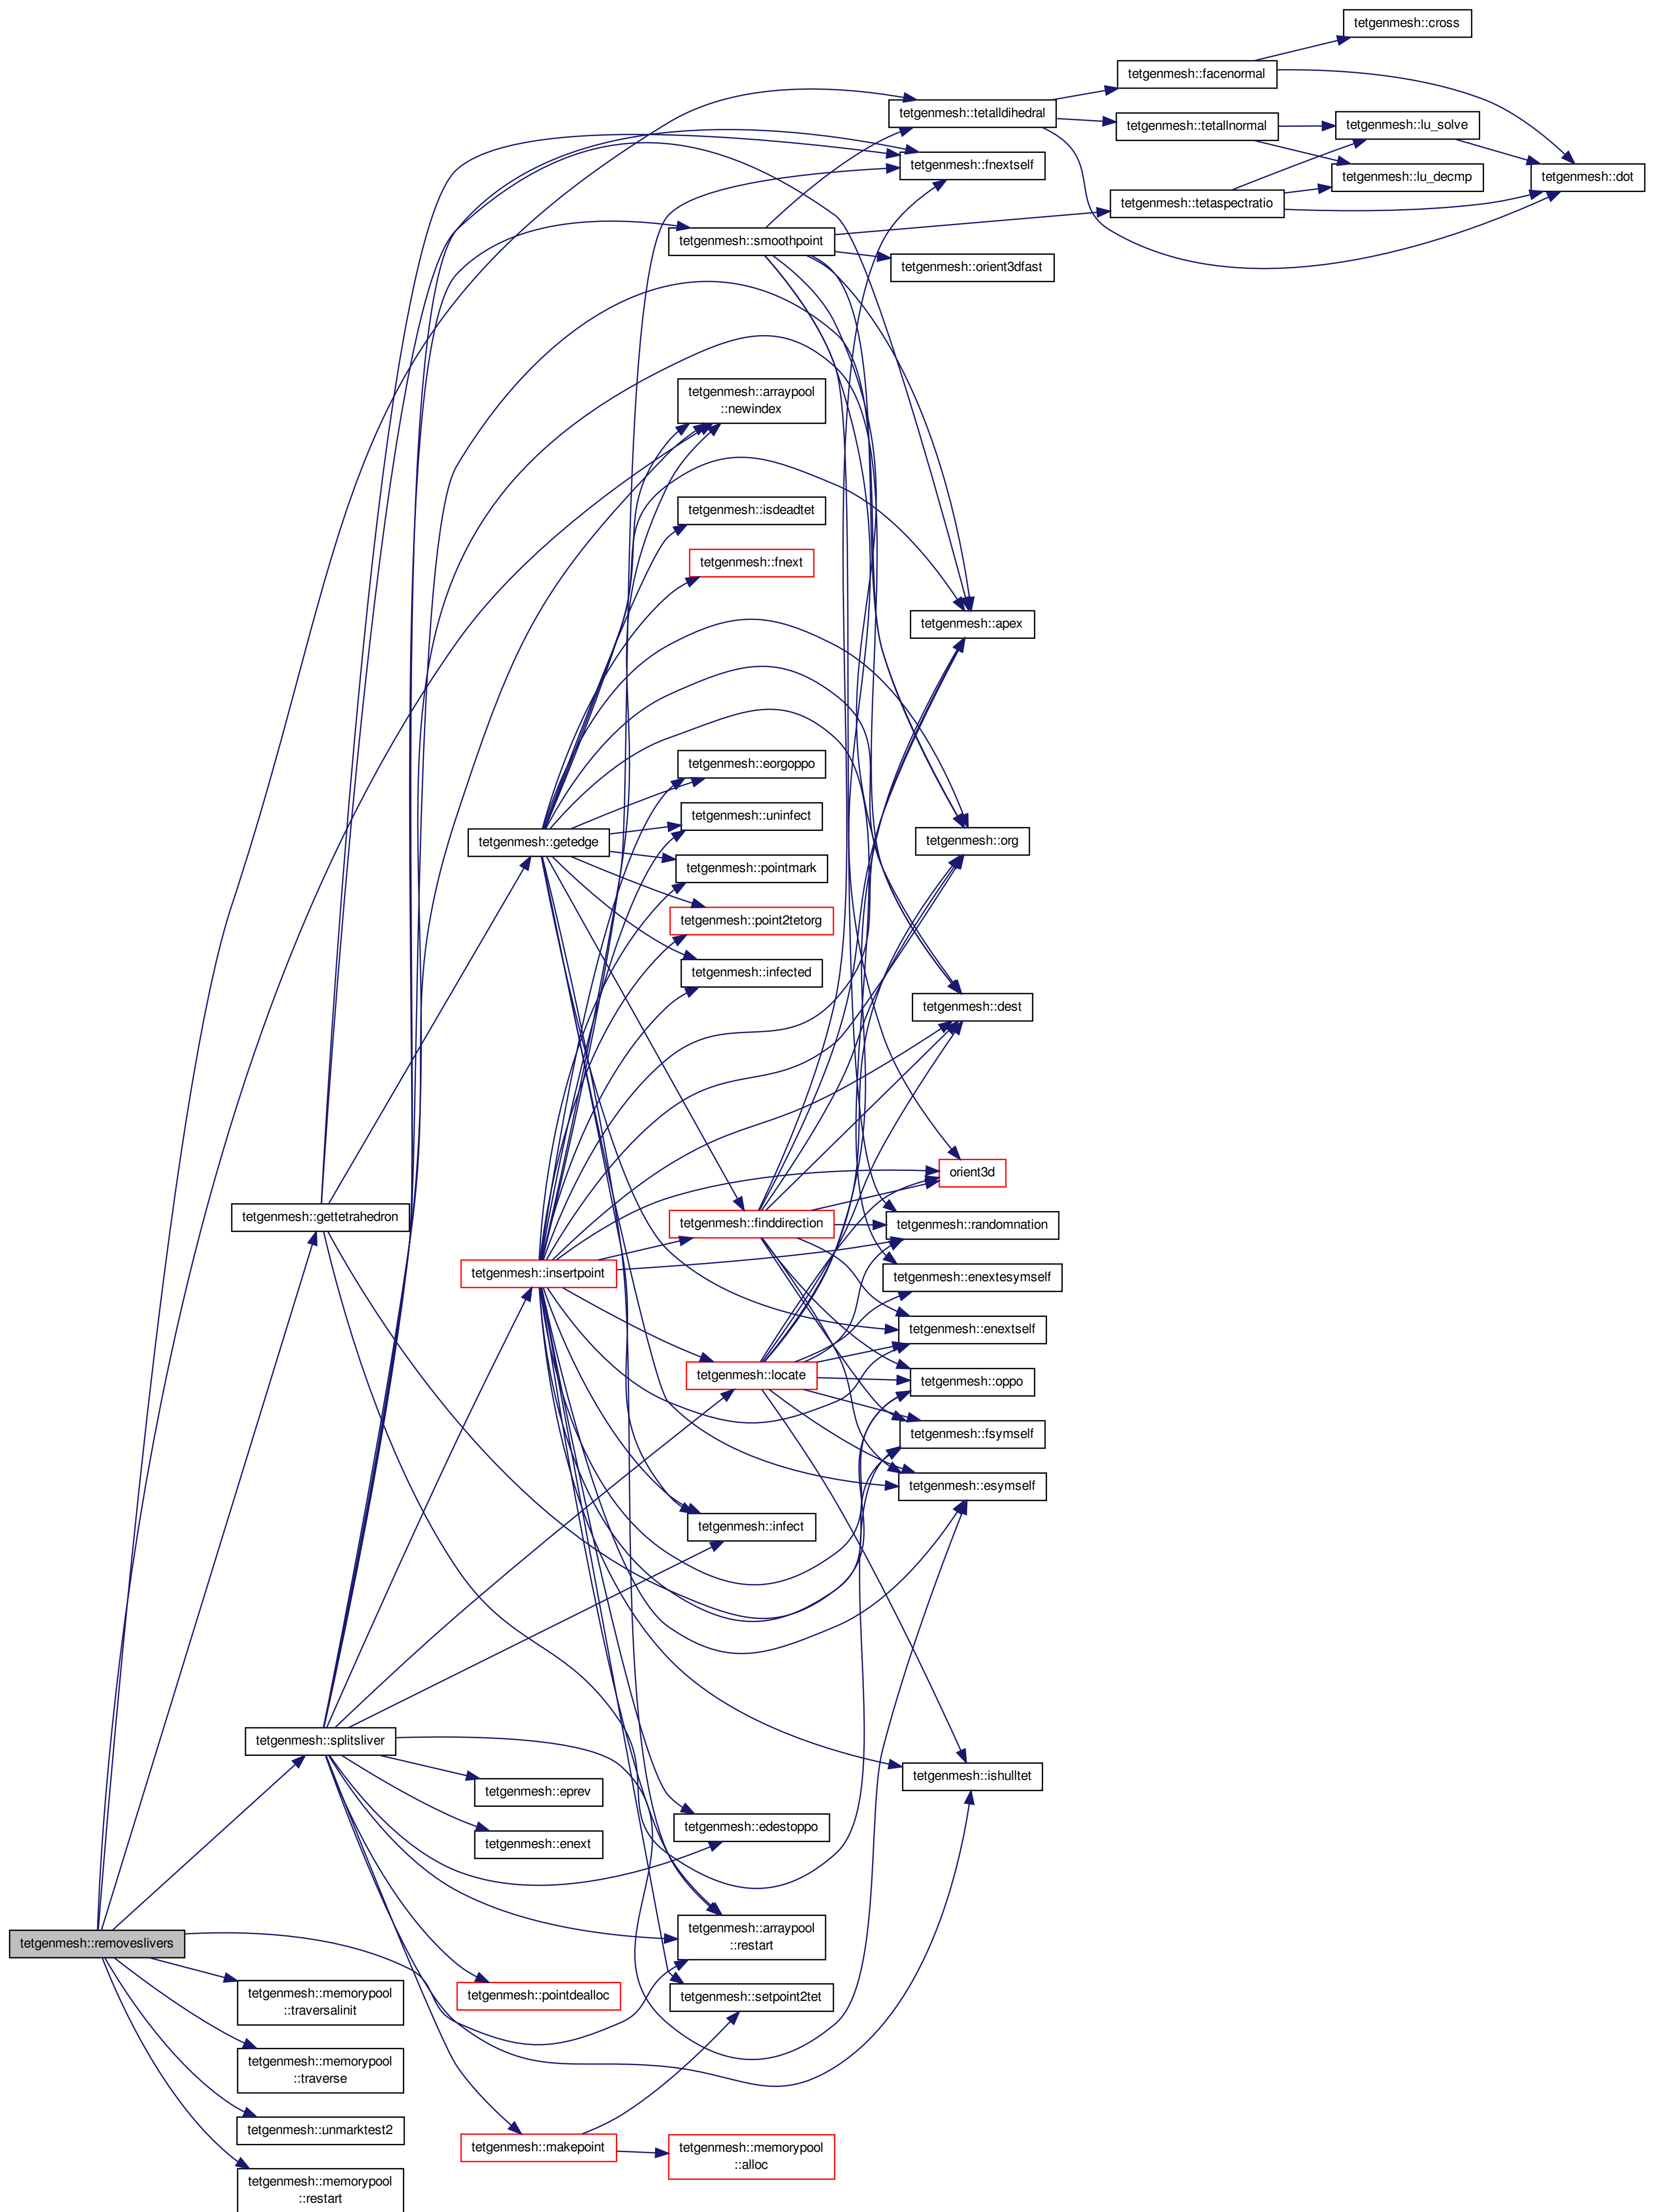 tetgenmesh::cross
tetgenmesh::facenormal
tetgenmesh::tetalldihedral
tetgenmesh::tetallnormal
tetgenmesh::lu_solve
tetgenmesh::fnextself
tetgenmesh::lu_decmp
tetgenmesh::dot
tetgenmesh::tetaspectratio
tetgenmesh::smoothpoint
tetgenmesh::orient3dfast
tetgenmesh::arraypool
::newindex
tetgenmesh::isdeadtet
tetgenmesh::fnext
tetgenmesh::apex
tetgenmesh::eorgoppo
tetgenmesh::uninfect
tetgenmesh::getedge
tetgenmesh::org
tetgenmesh::pointmark
tetgenmesh::point2tetorg
tetgenmesh::infected
tetgenmesh::dest
orient3d
tetgenmesh::gettetrahedron
tetgenmesh::finddirection
tetgenmesh::randomnation
tetgenmesh::insertpoint
tetgenmesh::enextesymself
tetgenmesh::enextself
tetgenmesh::locate
tetgenmesh::oppo
tetgenmesh::fsymself
tetgenmesh::esymself
tetgenmesh::infect
tetgenmesh::splitsliver
tetgenmesh::ishulltet
tetgenmesh::eprev
tetgenmesh::edestoppo
tetgenmesh::enext
tetgenmesh::removeslivers
tetgenmesh::arraypool
::restart
tetgenmesh::memorypool
::traversalinit
tetgenmesh::pointdealloc
tetgenmesh::setpoint2tet
tetgenmesh::memorypool
::traverse
tetgenmesh::unmarktest2
tetgenmesh::makepoint
tetgenmesh::memorypool
::alloc
tetgenmesh::memorypool
::restart